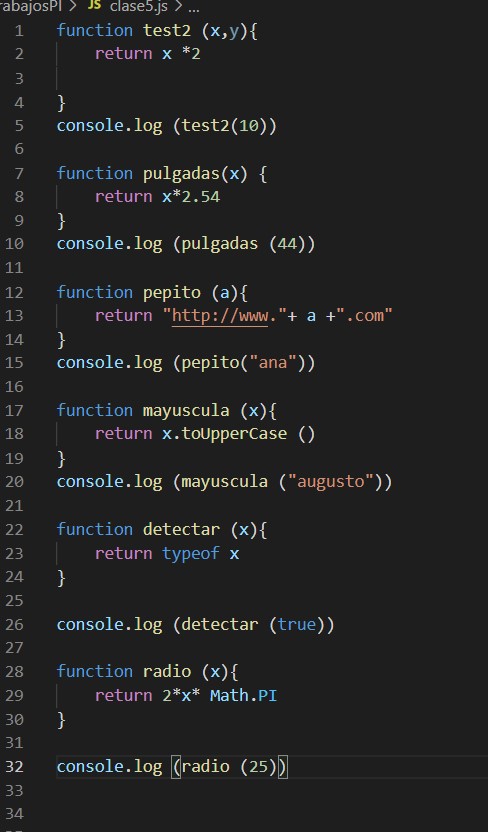 rabajosPI > JS clase5.js > ...
1 function test2 (x,y){
2 return x *2
3
4 }
5 console.log (test2(10))
6
7 function pulgadas(x) {
8 return x*2.54
9 }
10 console.log (pulgadas (44))
11
12 function pepito (a){
13 return "http://www."+ a +".com"
14 }
15 console.log (pepito("ana"))
16
17 function mayuscula (x){
18 return x.toUpperCase ()
19 }
20 console.log (mayuscula ("augusto"))
21
22 function detectar (x){
23 return typeof x
24 }
25
26 console.log (detectar (true))
27
28 function radio (x){
29 return 2*x* Math.PI
30 }
31
32 console.log (radio (25))
33
34